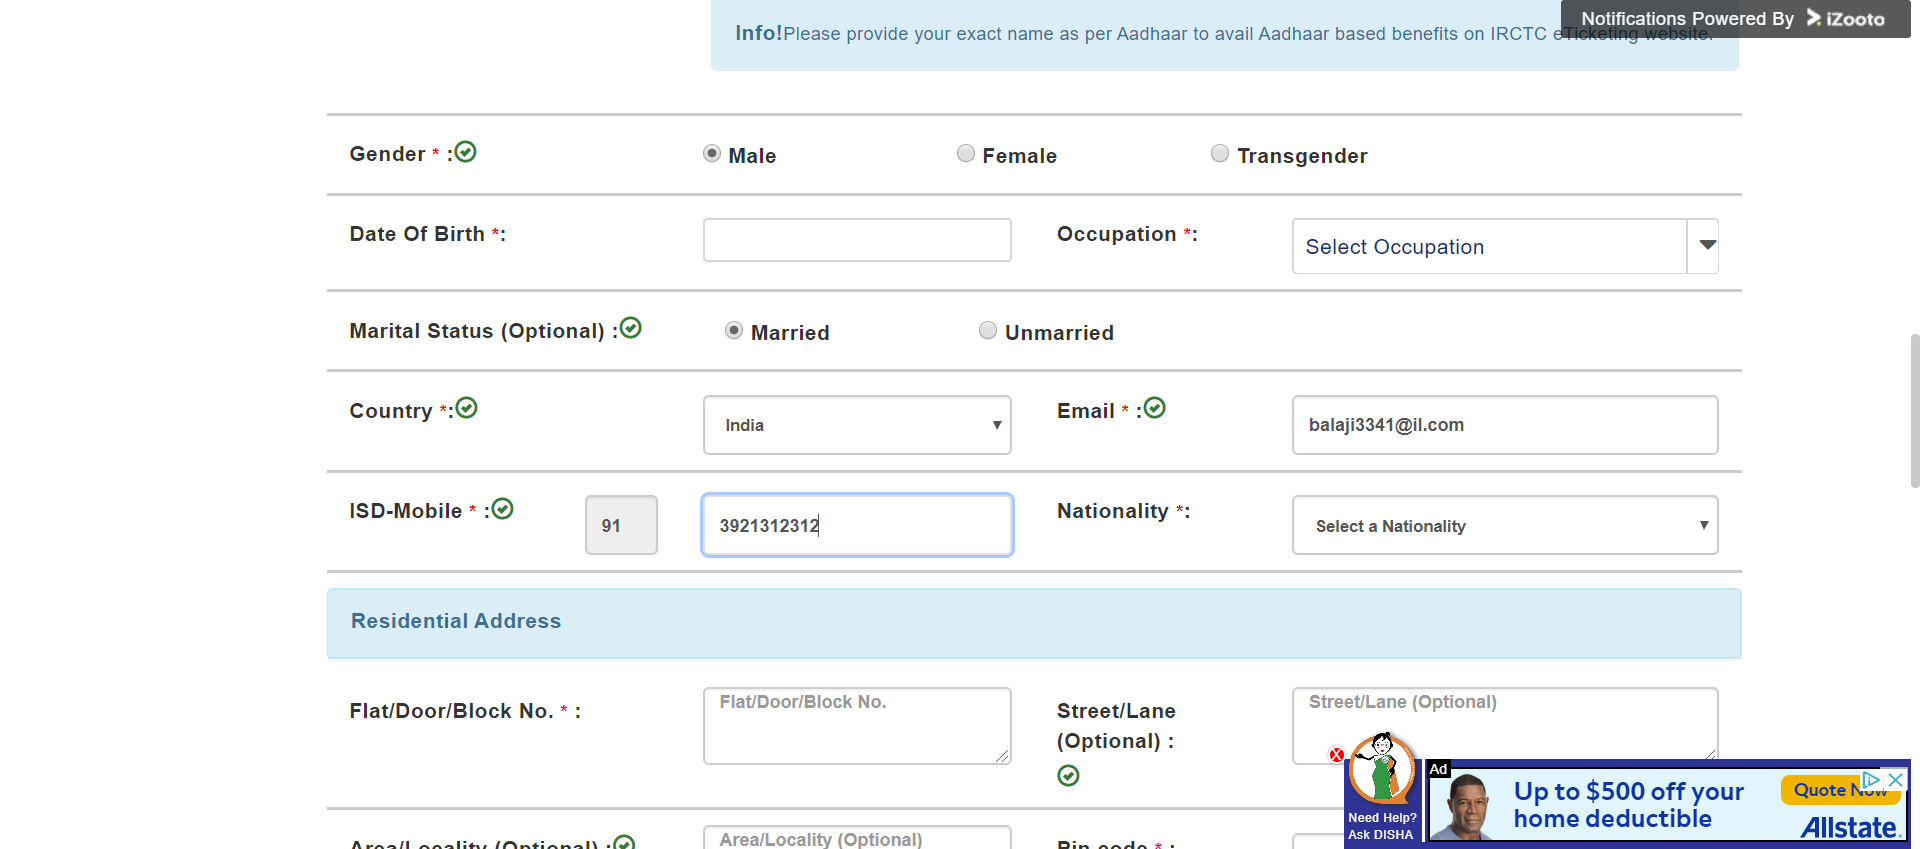 Notifications Powered By iZooto
Info!Please provide your exact name as per Aadhaar to avail Aadhaar based benefits on IRCTC eTicketing website.
Gender * : Male Female Transgender
Date Of Birth *: Occupation *: Select Occupation
Marital Status (Optional) : Married Unmarried
Country *: India Email * : balaji3341@il.com
ISD-Mobile * : 91 3921312312 Nationality *: Select a Nationality
Residential Address
Flat/Door/Block No. * : Flat/Door/Block No. Street/Lane Street/Lane (Optional)
(Optional) :
Area/Locality (Optional) : Area/Locality (Optional) Pin code * :
Need Help?
Ask DISHA
Ad
Up to $500 off your
home deductible
Quote Now
Allstate.